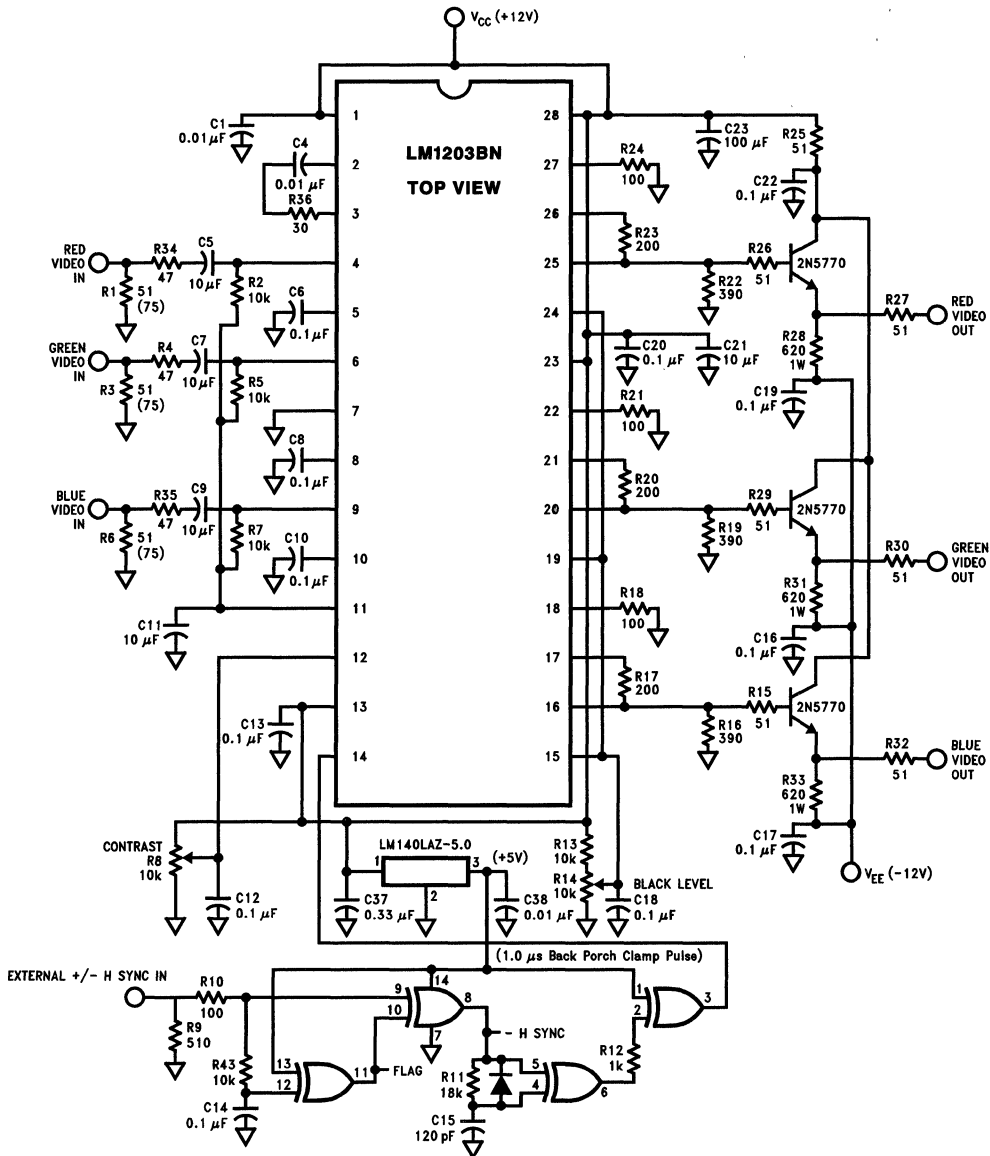 VCC (+12V)
LM1203BN
TOP VIEW
1
2
3
4
5
6
7
8
9
10
11
12
13
14
28
27
26
25
24
23
22
21
20
19
18
17
16
15
C1
0.01 μF
C4
0.01 μF
R36
30
RED
VIDEO
IN
R1
51
(75)
R34
47
C5
10 μF
R2
10k
C6
0.1 μF
GREEN
VIDEO
IN
R3
51
(75)
R4
47
C7
10 μF
R5
10k
C8
0.1 μF
BLUE
VIDEO
IN
R6
51
(75)
R35
47
C9
10 μF
R7
10k
C10
0.1 μF
C11
10 μF
C13
0.1 μF
R24
100
C23
100 μF
R25
51
C22
0.1 μF
R23
200
R22
390
R26
51
2N5770
R27
51
RED
VIDEO
OUT
C20
0.1 μF
C21
10 μF
R28
620
1W
C19
0.1 μF
R21
100
R20
200
R19
390
R29
51
2N5770
R30
51
GREEN
VIDEO
OUT
R31
620
1W
C16
0.1 μF
R18
100
R17
200
R16
390
R15
51
2N5770
R32
51
BLUE
VIDEO
OUT
R33
620
1W
C17
0.1 μF
VEE (-12V)
CONTRAST
R8
10k
C12
0.1 μF
LM140LAZ-5.0
1
2
3
(+5V)
C37
0.33 μF
C38
0.01 μF
R13
10k
R14
10k
BLACK LEVEL
C18
0.1 μF
(1.0 μs Back Porch Clamp Pulse)
EXTERNAL +/- H SYNC IN
R10
100
R9
510
R43
10k
C14
0.1 μF
13
12
11
FLAG
9
10
14
8
7
- H SYNC
R11
18k
C15
120 pF
5
4
6
R12
1k
1
2
3